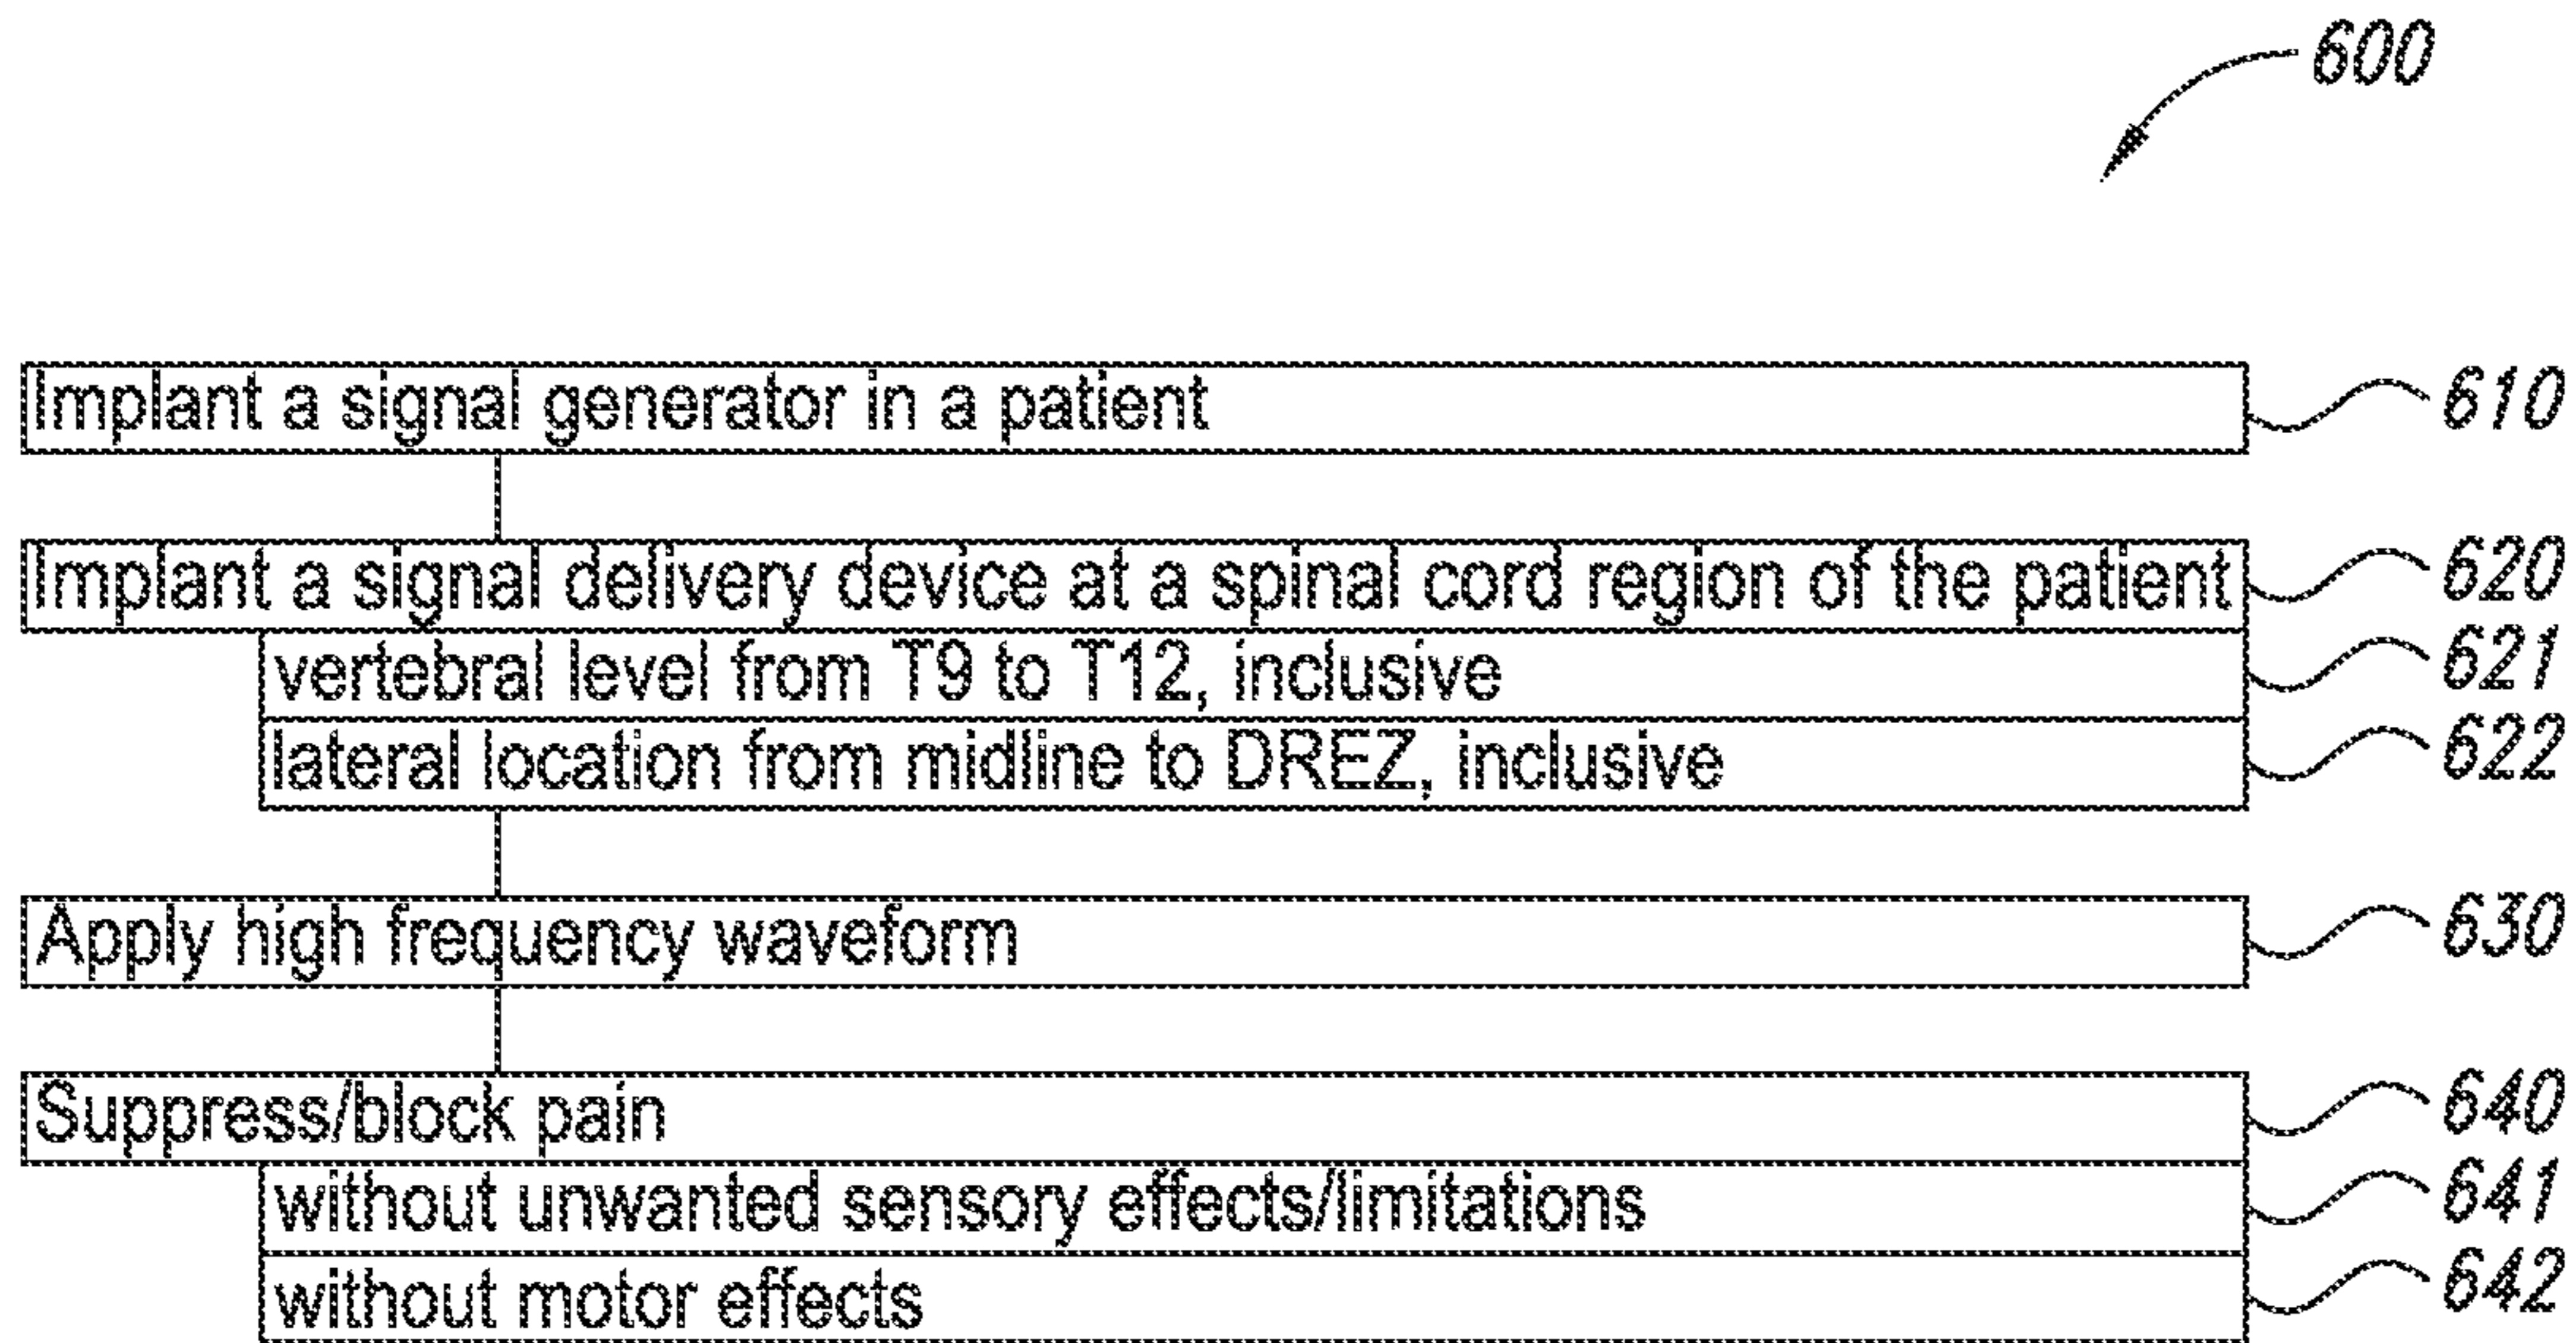 600
Implant a signal generator in a patient 610
Implant a signal delivery device at a spinal cord region of the patient 620
vertebral level from T9 to T12, inclusive 621
lateral location from midline to DREZ, inclusive 622
Apply high frequency waveform 630
Suppress/block pain 640
without unwanted sensory effects/limitations 641
without motor effects 642